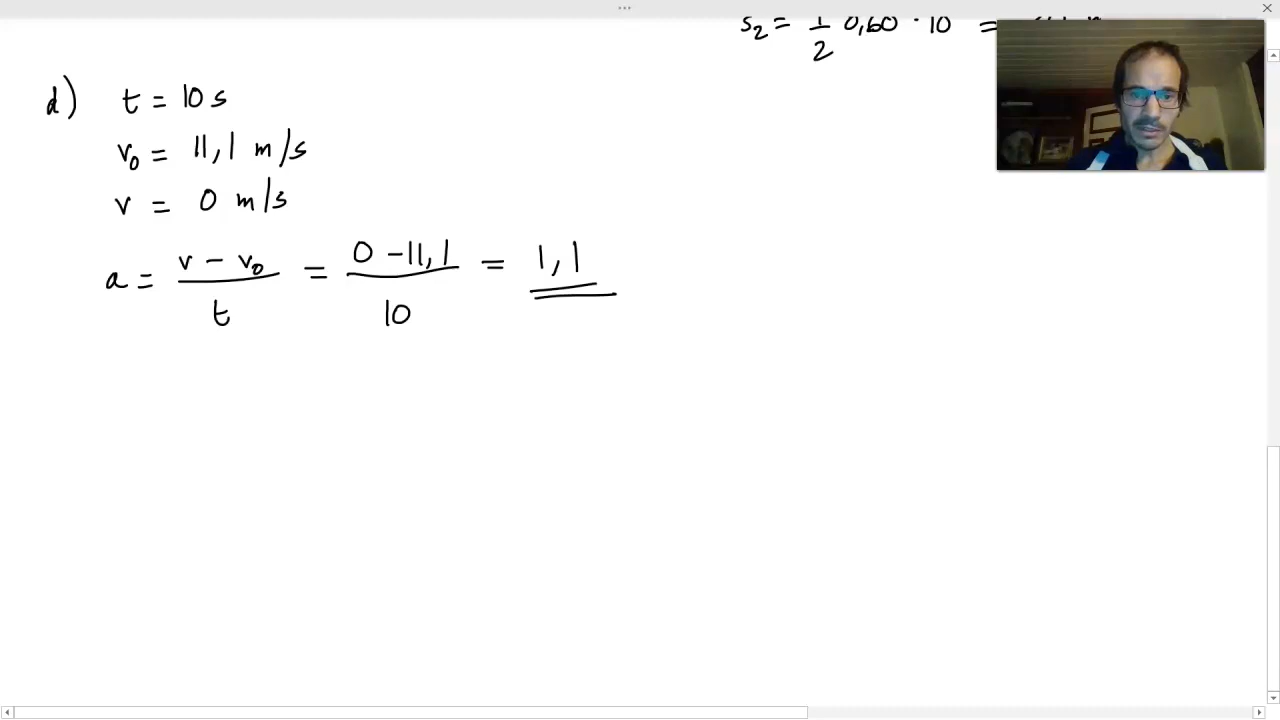 s₂ = 1/2 0,60 · 10 =
d) t = 10 s
v₀ = 11,1 m/s
v = 0 m/s
a = (v - v₀)/t = (0 - 11,1)/10 = 1,1